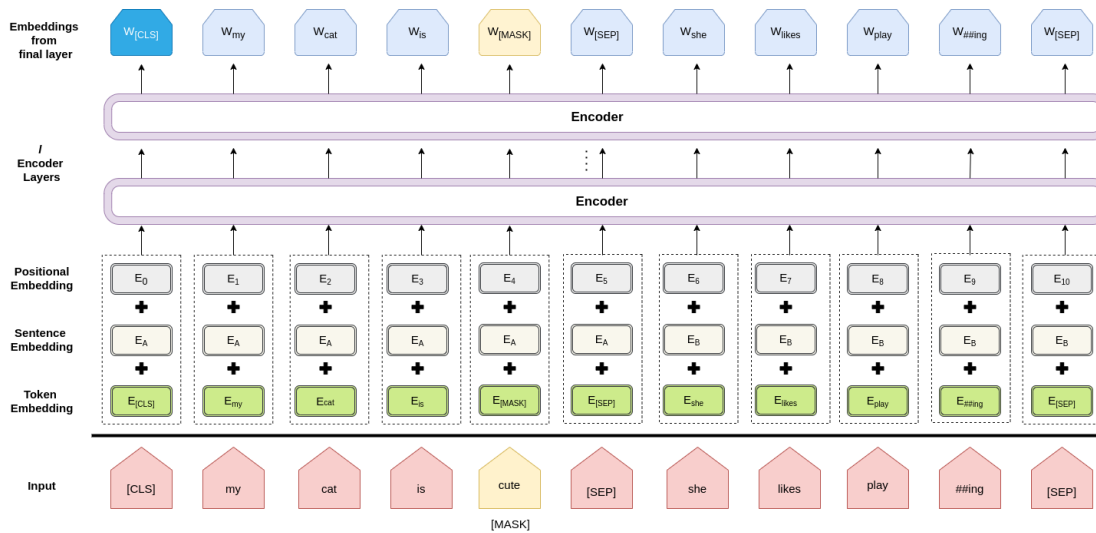 Embeddings
from
final layer
W[CLS] Wmy Wcat Wis W[MASK] W[SEP] Wshe Wlikes Wplay W##ing W[SEP]
Encoder
l
Encoder
Layers
Encoder
Positional
Embedding
E0 E1 E2 E3 E4 E5 E6 E7 E8 E9 E10
Sentence
Embedding
EA EA EA EA EA EA EB EB EB EB EB
Token
Embedding
E[CLS] Emy Ecat Eis E[MASK] E[SEP] Eshe Elikes Eplay E##ing E[SEP]
Input
[CLS] my cat is cute [SEP] she likes play ##ing [SEP]
[MASK]